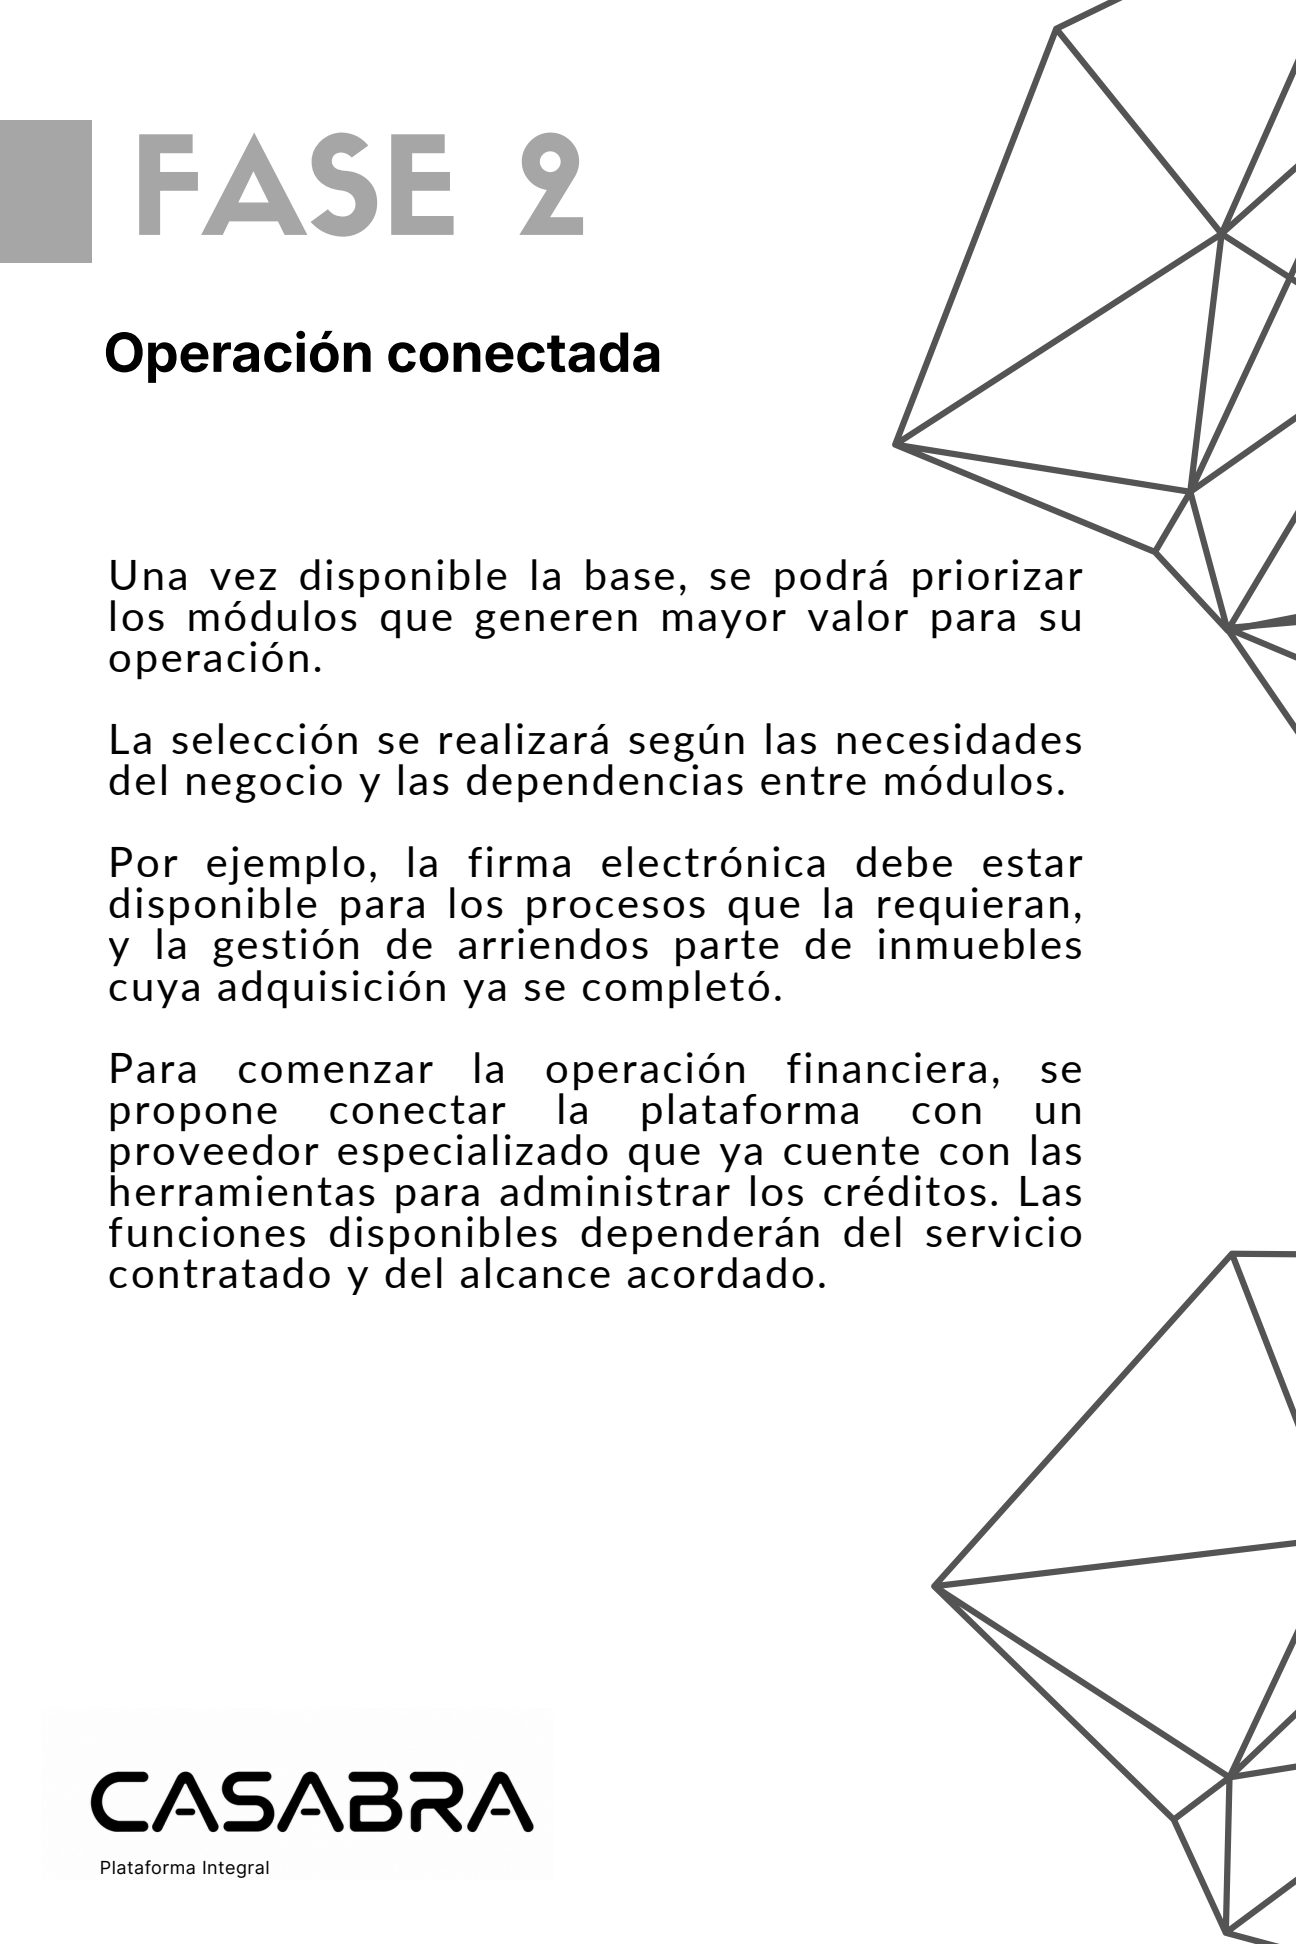 FASE 2
Operación conectada
Una vez disponible la base, se podrá priorizar
los módulos que generen mayor valor para su
operación.
La selección se realizará según las necesidades
del negocio y las dependencias entre módulos.
Por ejemplo, la firma electrónica debe estar
disponible para los procesos que la requieran,
y la gestión de arriendos parte de inmuebles
cuya adquisición ya se completó.
Para comenzar la operación financiera, se
propone conectar la plataforma con un
proveedor especializado que ya cuente con las
herramientas para administrar los créditos. Las
funciones disponibles dependerán del servicio
contratado y del alcance acordado.
CASABRA
Plataforma Integral